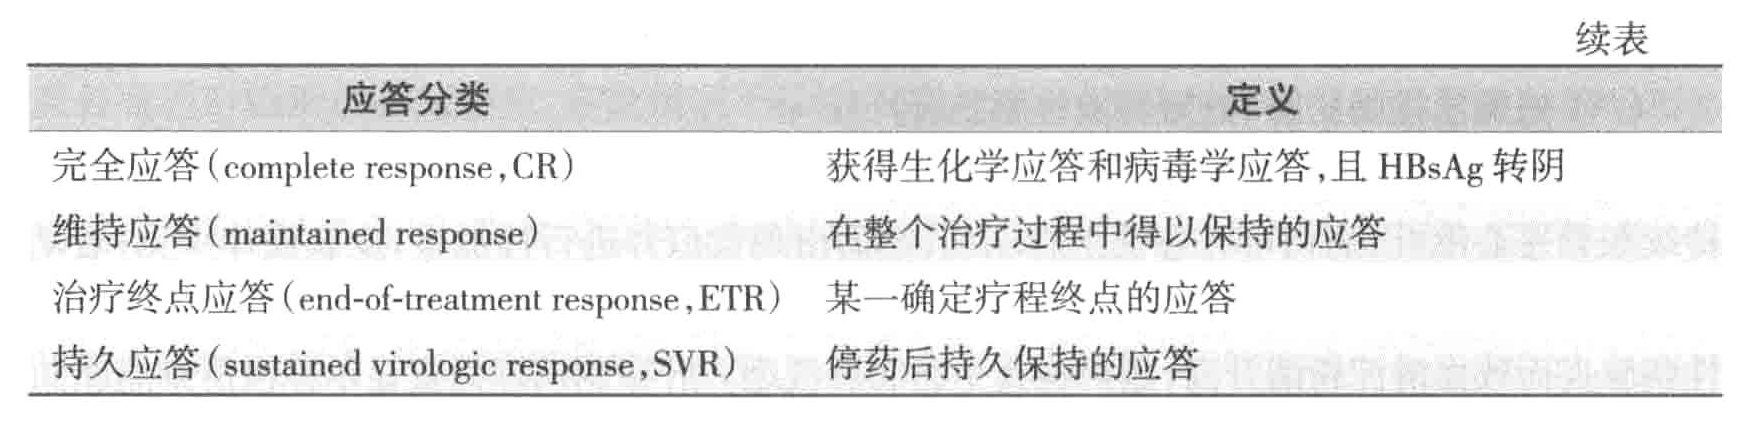 续表
应答分类 定义
完全应答(complete response,CR) 获得生化学应答和病毒学应答,且 HBsAg 转阴
维持应答(maintained response) 在整个治疗过程中得以保持的应答
治疗终点应答(end-of-treatment response,ETR) 某一确定疗程终点的应答
持久应答(sustained virologic response,SVR) 停药后持久保持的应答